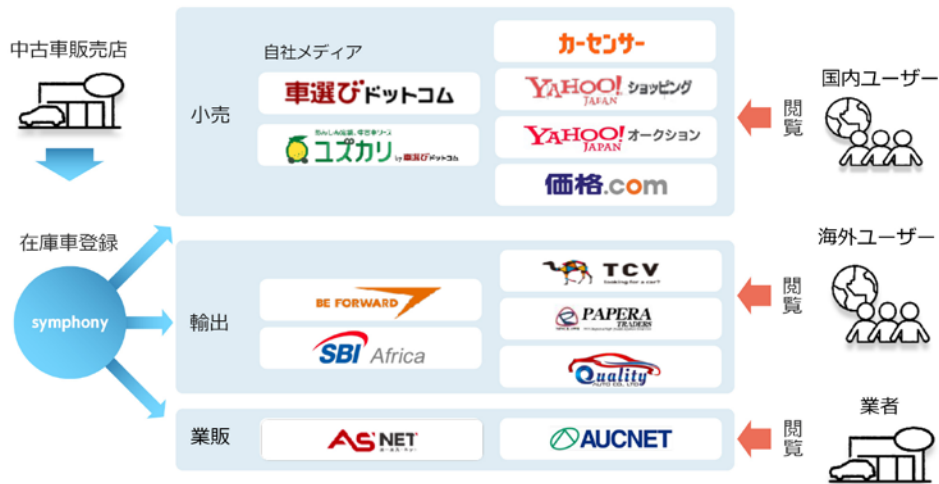 中古車販売店
在庫車登録
symphony
小売
自社メディア
車選びドットコム
ユズカリ by 車選びドットコム
カーセンサー
YAHOO! JAPAN ショッピング
YAHOO! JAPAN オークション
価格.com
閲覧
国内ユーザー
輸出
BE FORWARD
SBI Africa
TCV
looking for a car?
PAPERA
TRADERS
Quality
AUTO CO., LTD
閲覧
海外ユーザー
業販
ASNET
AUCNET
閲覧
業者